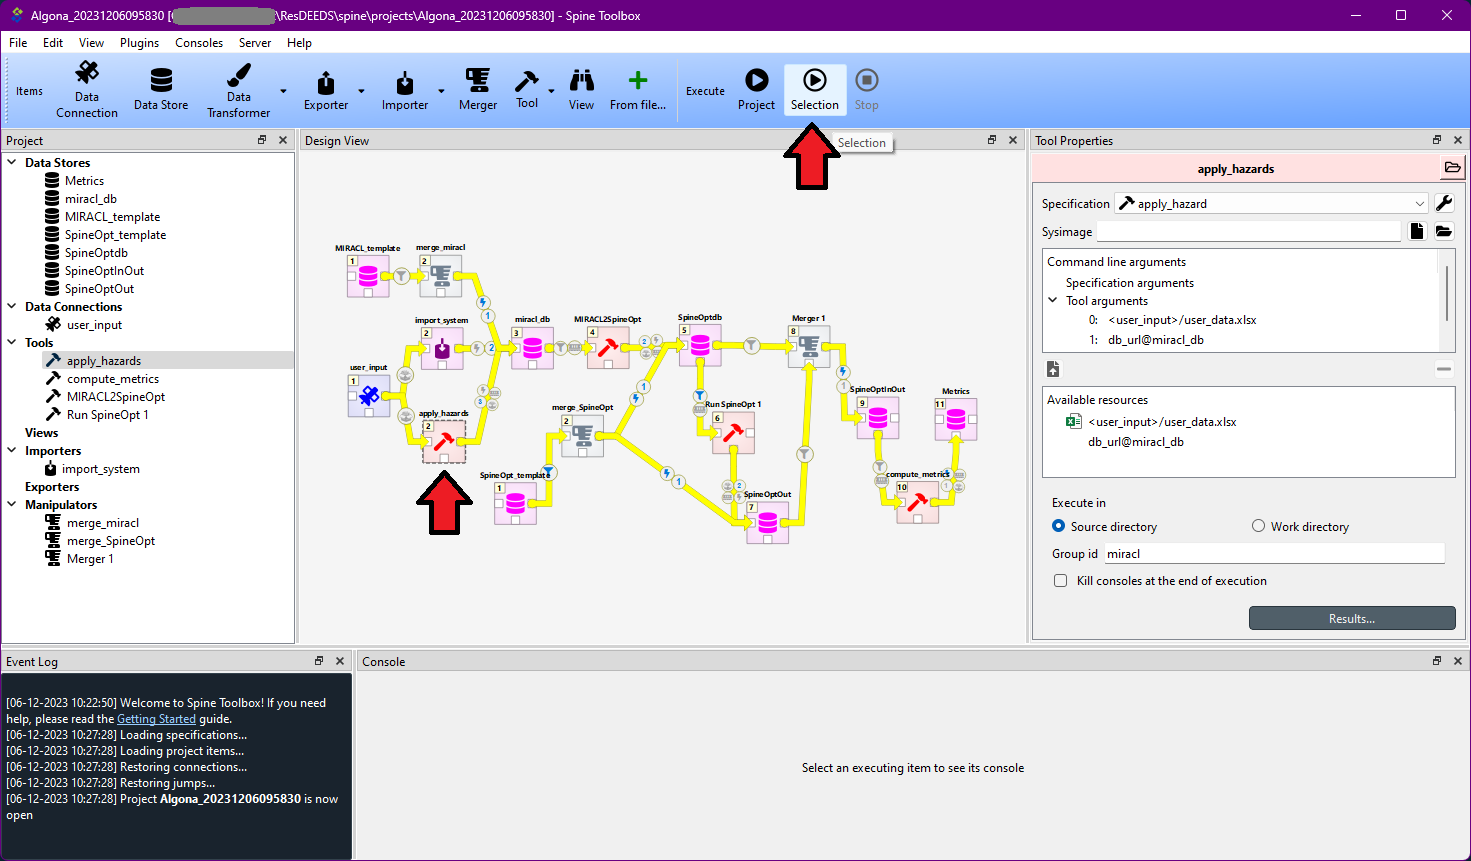 Algona_20231206095830 [
\ResDEEDS\spine\projects\Algona_20231206095830] - Spine Toolbox
File Edit View Plugins Consoles Server Help
Items
Data Connection
Data Store
Data Transformer
Exporter
Importer
Merger
Tool
View
From file...
Execute
Project
Selection
Stop
Selection
Project
Data Stores
Metrics
miracl_db
MIRACL_template
SpineOpt_template
SpineOptdb
SpineOptInOut
SpineOptOut
Data Connections
user_input
Tools
apply_hazards
compute_metrics
MIRACL2SpineOpt
Run SpineOpt 1
Views
Importers
import_system
Exporters
Manipulators
merge_miracl
merge_SpineOpt
Merger 1
Design View
MIRACL_template
1
merge_miracl
2
1
import_system
2
2
miracl_db
3
MIRACL2SpineOpt
4
2
SpineOptdb
5
Merger 1
8
user_input
1
3
apply_hazards
2
merge_SpineOpt
2
1
1
Run SpineOpt 1
6
2
1
SpineOptInOut
9
Metrics
11
SpineOpt_template
1
SpineOptOut
7
compute_metrics
10
1
Tool Properties
apply_hazards
Specification apply_hazard
Sysimage
Command line arguments
Specification arguments
Tool arguments
0: <user_input>/user_data.xlsx
1: db_url@miracl_db
Available resources
<user_input>/user_data.xlsx
db_url@miracl_db
Execute in
Source directory Work directory
Group id miracl
Kill consoles at the end of execution
Results...
Event Log
[06-12-2023 10:22:50] Welcome to Spine Toolbox! If you need
help, please read the Getting Started guide.
[06-12-2023 10:27:28] Loading specifications...
[06-12-2023 10:27:28] Loading project items...
[06-12-2023 10:27:28] Restoring connections...
[06-12-2023 10:27:28] Restoring jumps...
[06-12-2023 10:27:28] Project Algona_20231206095830 is now
open
Console
Select an executing item to see its console